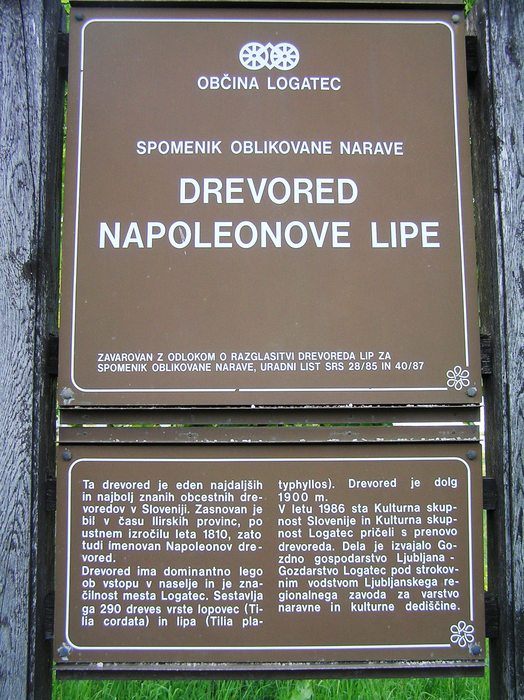 OBČINA LOGATEC
SPOMENIK OBLIKOVANE NARAVE
DREVORED
NAPOLEONOVE LIPE
ZAVAROVAN Z ODLOKOM O RAZGLASITVI DREVOREDA LIP ZA
SPOMENIK OBLIKOVANE NARAVE, URADNI LIST SRS 28/85 IN 40/87
Ta drevored je eden najdaljših
in najbolj znanih obcestnih dre-
voredov v Sloveniji. Zasnovan je
bil v času Ilirskih provinc, po
ustnem izročilu leta 1810, zato
tudi imenovan Napoleonov dre-
vored.
Drevored ima dominantno lego
ob vstopu v naselje in je zna-
čilnost mesta Logatec. Sestavlja
ga 290 dreves vrste lopovec (Ti-
lia cordata) in lipa (Tilia pla-
typhyllos). Drevored je dolg
1900 m.
V letu 1986 sta Kulturna skup-
nost Slovenije in Kulturna skup-
nost Logatec pričeli s prenovo
drevoreda. Dela je izvajalo Go-
zdno gospodarstvo Ljubljana -
Gozdarstvo Logatec pod strokov-
nim vodstvom Ljubljanskega re-
gionalnega zavoda za varstvo
naravne in kulturne dediščine.